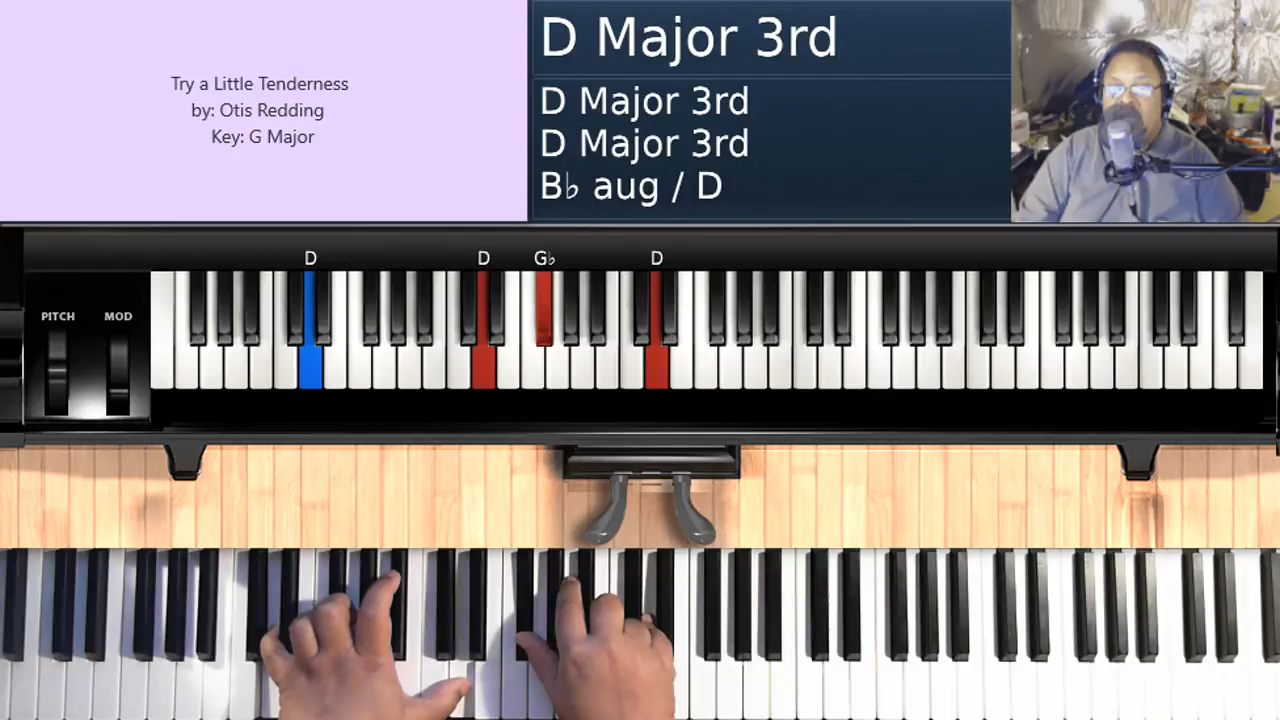 Try a Little Tenderness
by: Otis Redding
Key: G Major
D Major 3rd
D Major 3rd
D Major 3rd
B♭ aug / D
D D G♭ D
PITCH MOD